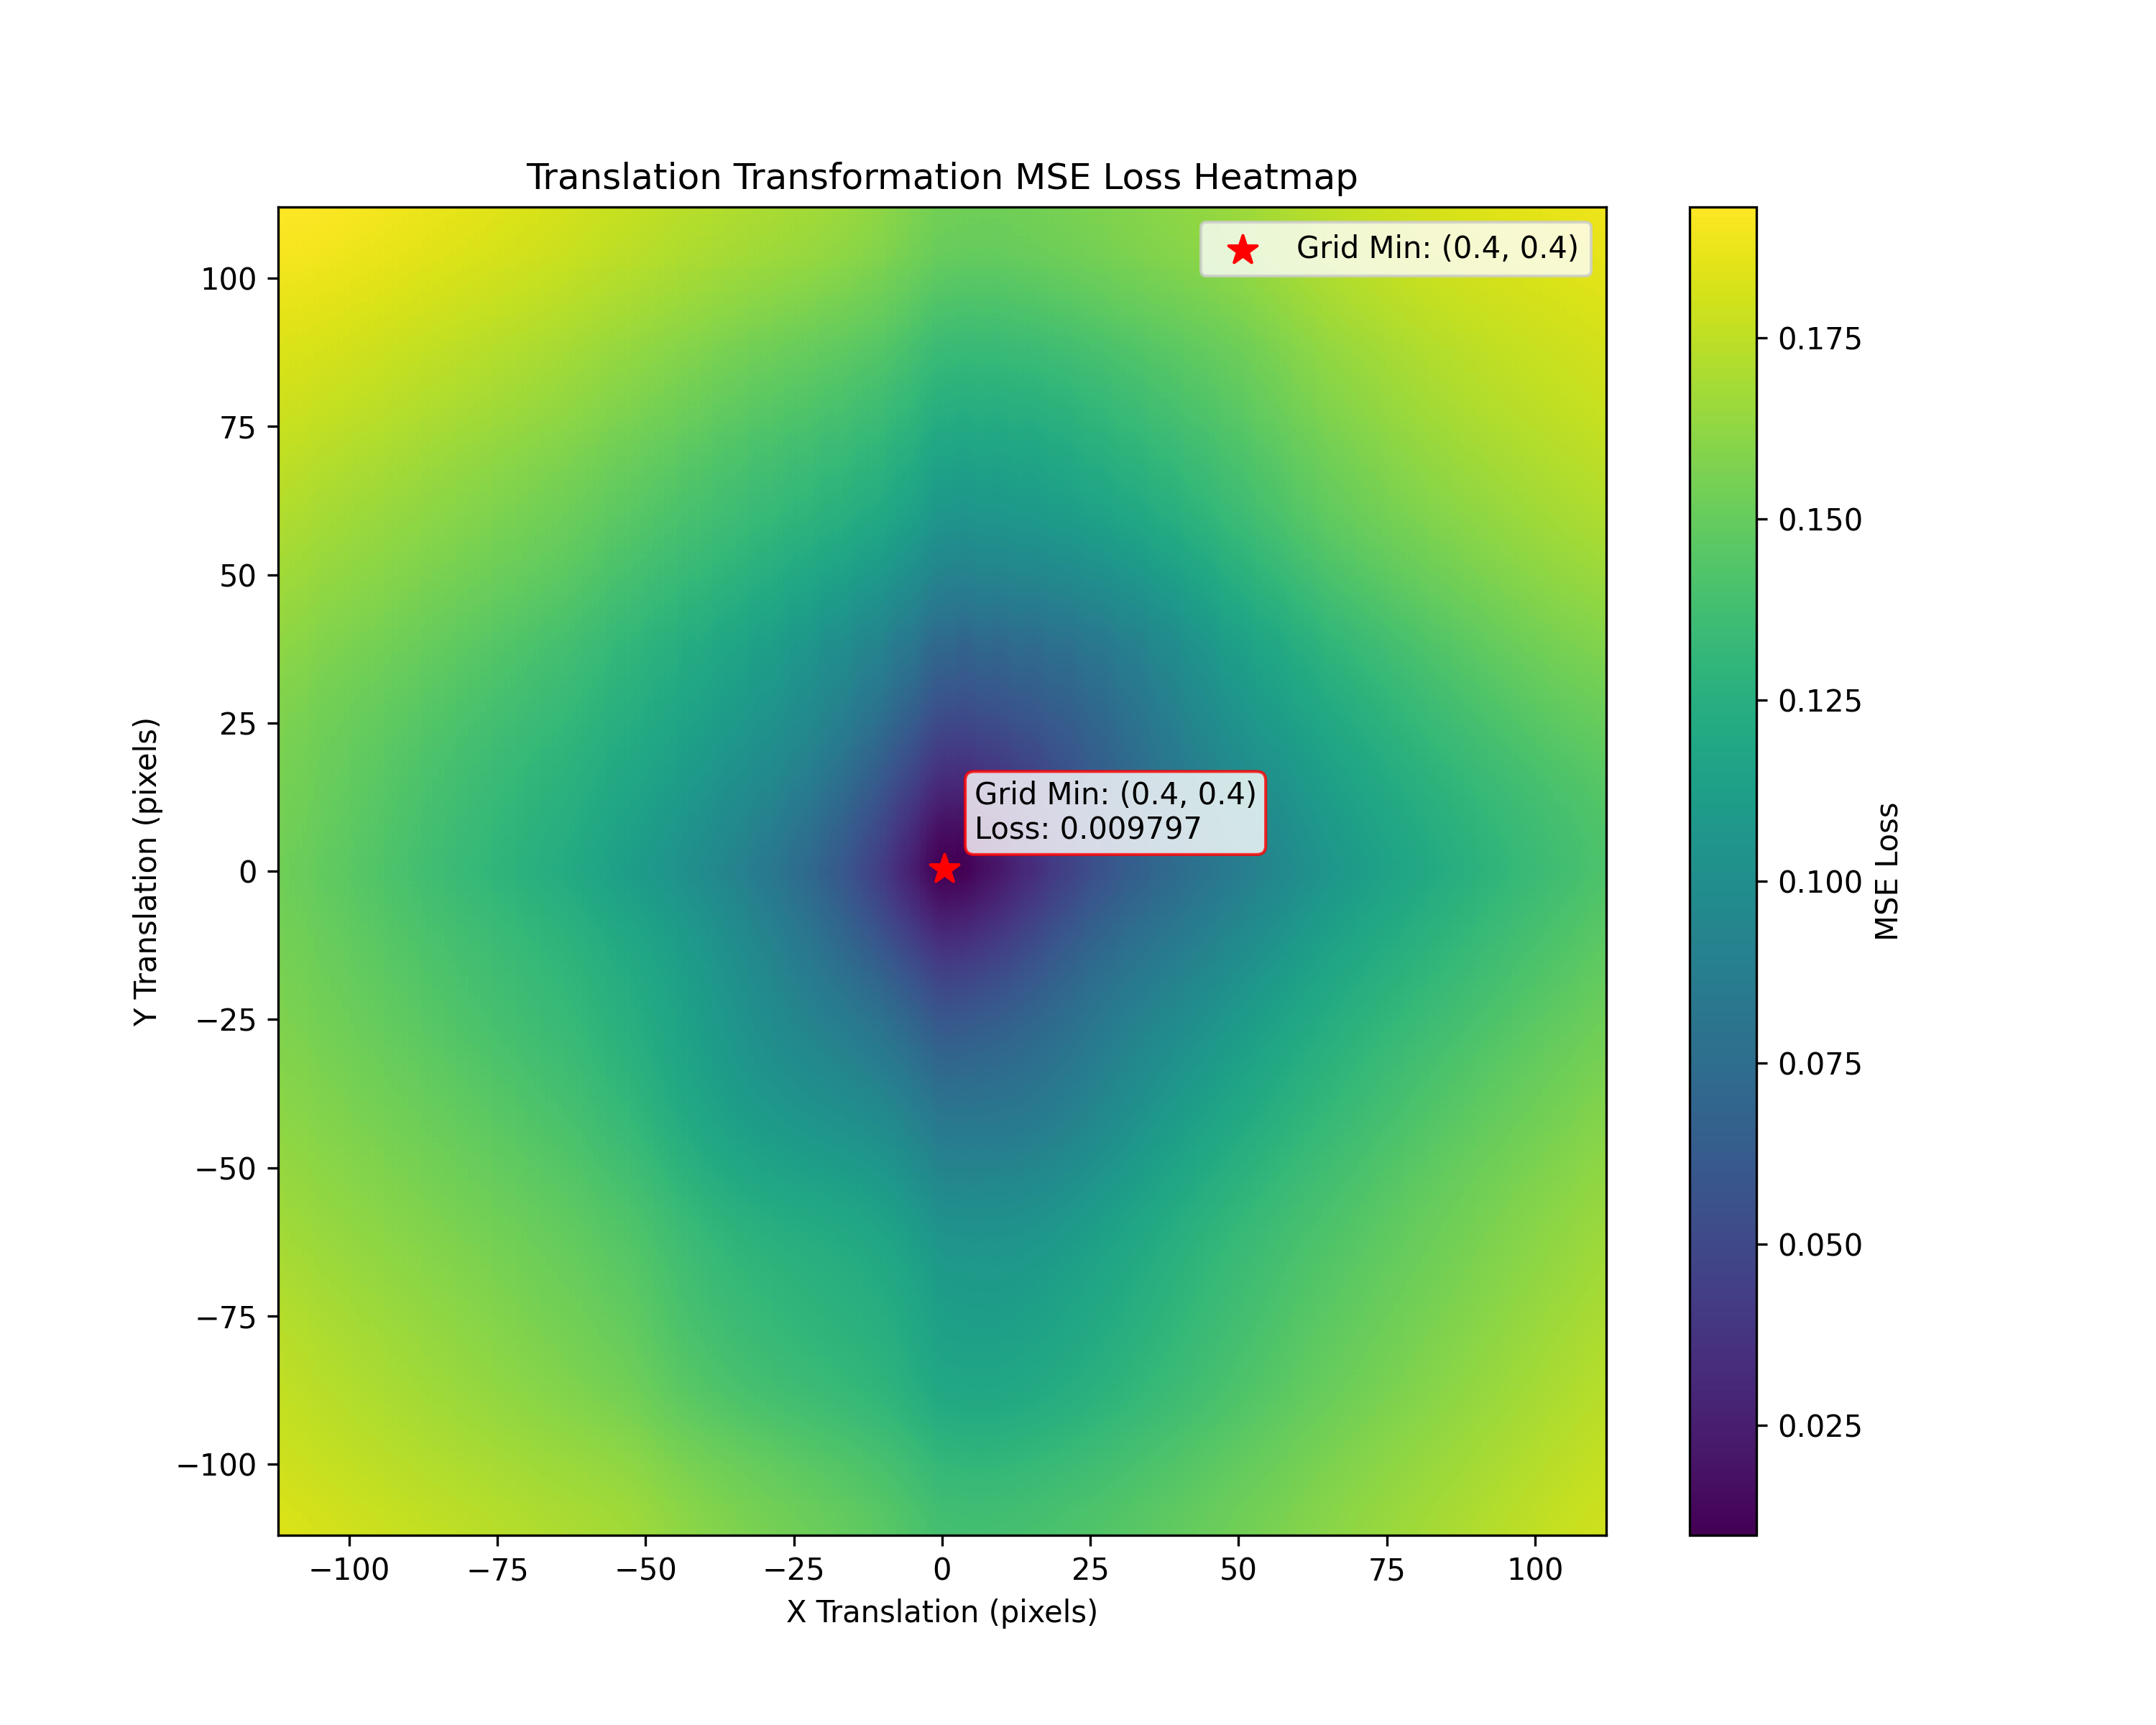 Translation Transformation MSE Loss Heatmap
Grid Min: (0.4, 0.4)
Grid Min: (0.4, 0.4)
Loss: 0.009797
100
75
50
25
0
−25
−50
−75
−100
Y Translation (pixels)
−100 −75 −50 −25 0 25 50 75 100
X Translation (pixels)
0.175
0.150
0.125
0.100
0.075
0.050
0.025
MSE Loss